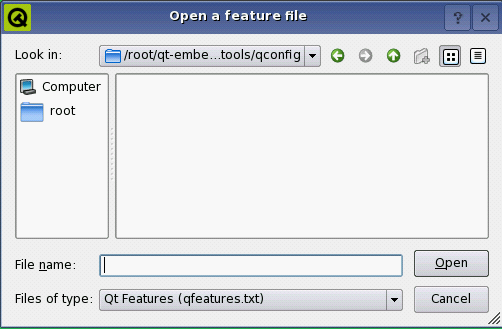 Open a feature file
Look in: /root/qt-embe...tools/qconfig
Computer
root
File name: Open
Files of type: Qt Features (qfeatures.txt) Cancel